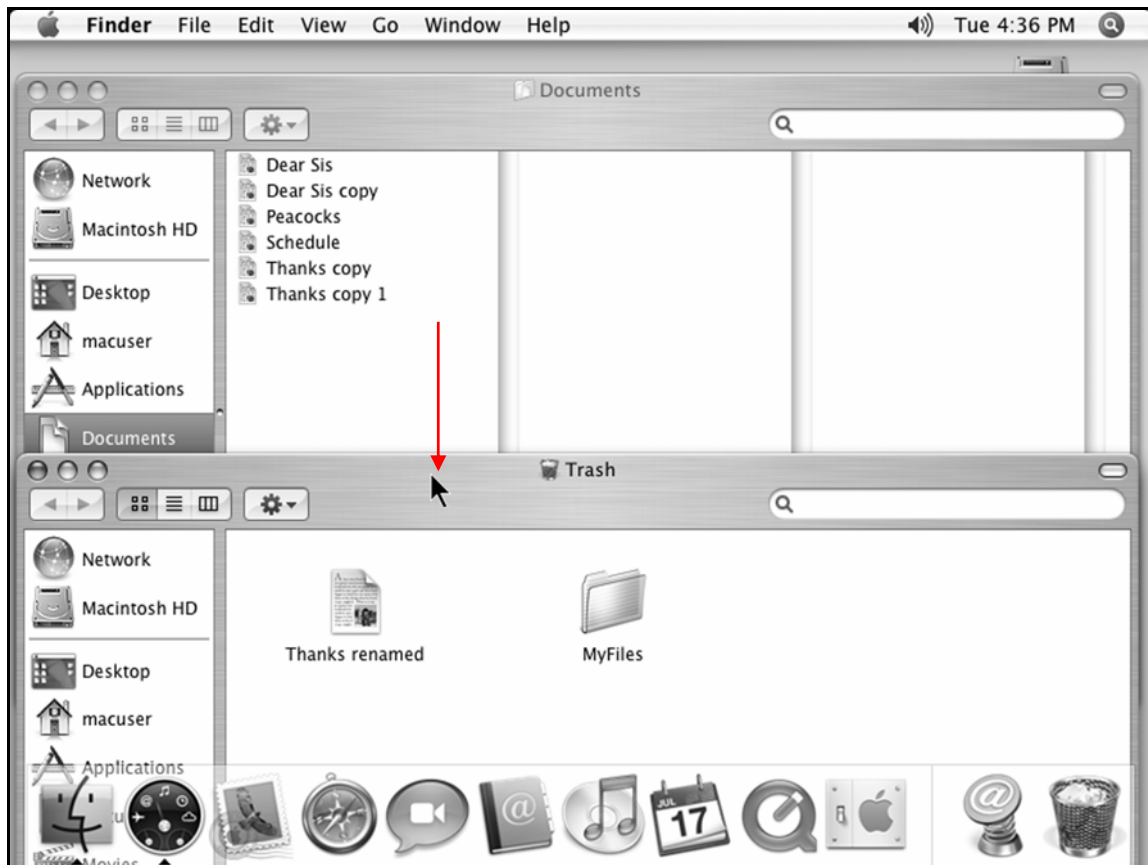 Finder File Edit View Go Window Help Tue 4:36 PM
Documents
Network
Macintosh HD
Desktop
macuser
Applications
Documents
Dear Sis
Dear Sis copy
Peacocks
Schedule
Thanks copy
Thanks copy 1
Trash
Network
Macintosh HD
Desktop
macuser
Applications
Movies
Thanks renamed
MyFiles
@
JUL
17
@